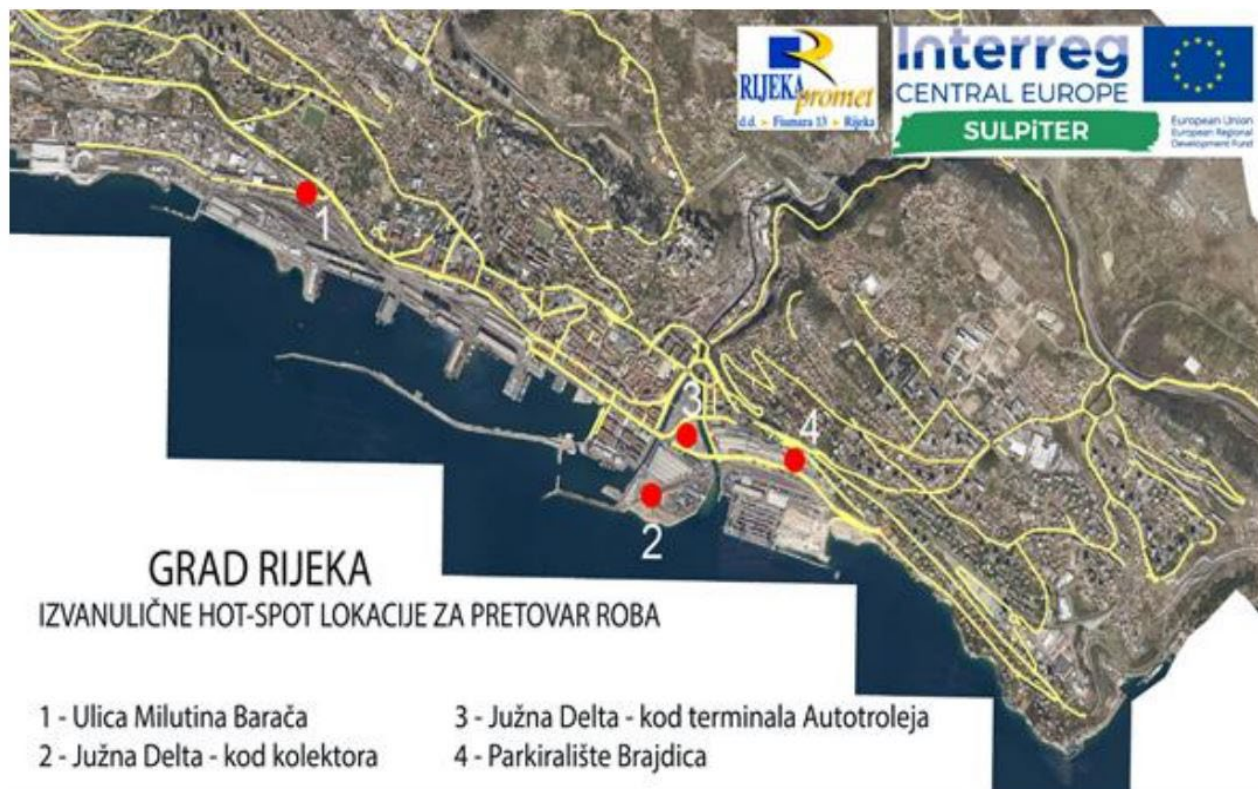 RIJEKA promet
d.d. - Fiumara 13 - Rijeka
Interreg
CENTRAL EUROPE
SULPiTER
European Union
European Regional
Development Fund
1
3
4
2
GRAD RIJEKA
IZVANULIČNE HOT-SPOT LOKACIJE ZA PRETOVAR ROBA
1 - Ulica Milutina Barača
2 - Južna Delta - kod kolektora
3 - Južna Delta - kod terminala Autotroleja
4 - Parkiralište Brajdica